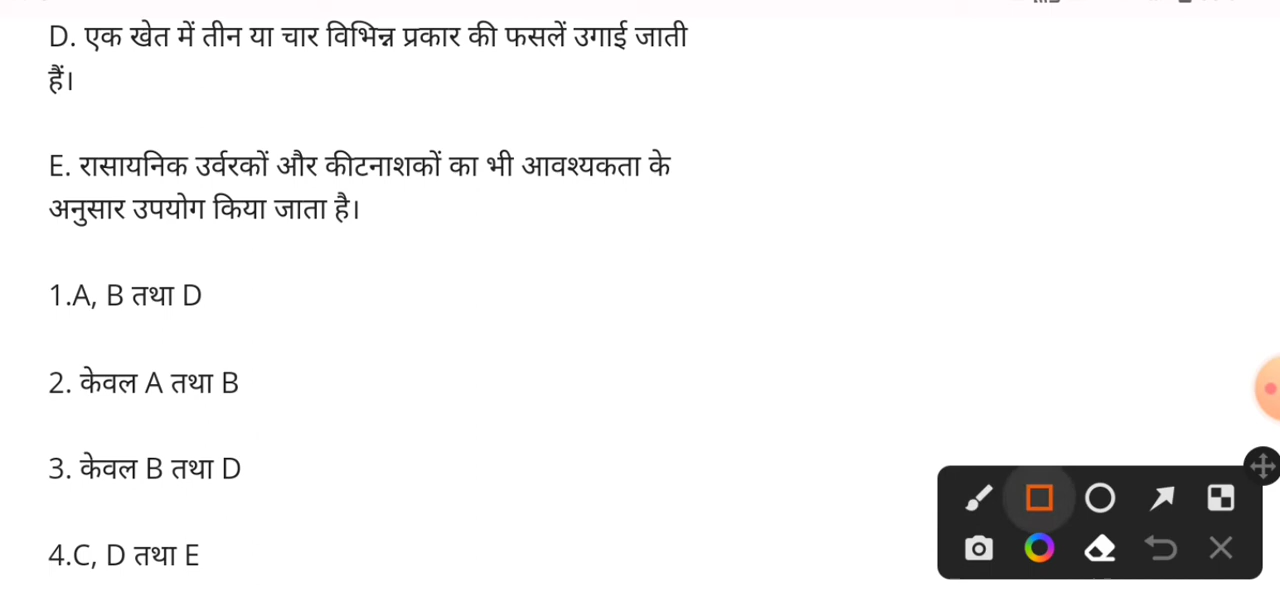 D. एक खेत में तीन या चार विभिन्न प्रकार की फसलें उगाई जाती
हैं।
E. रासायनिक उर्वरकों और कीटनाशकों का भी आवश्यकता के
अनुसार उपयोग किया जाता है।
1.A, B तथा D
2. केवल A तथा B
3. केवल B तथा D
4.C, D तथा E